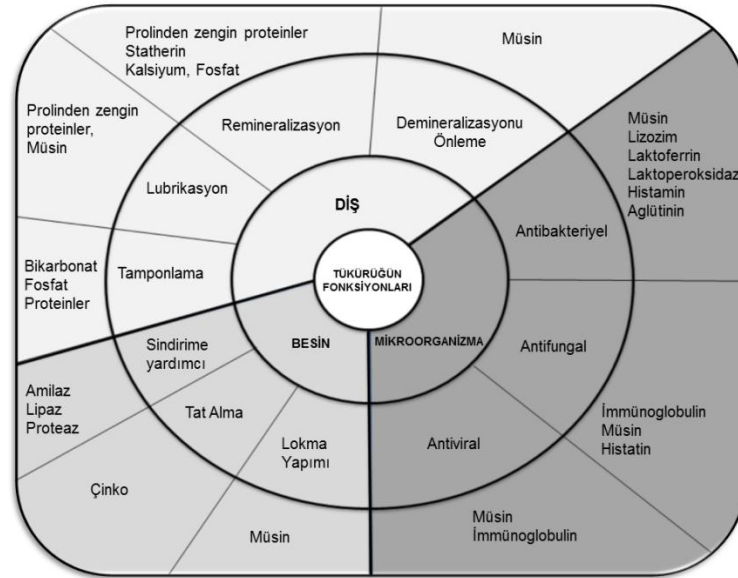 Prolinden zengin proteinler
Statherin
Kalsiyum, Fosfat
Müsin
Prolinden zengin
proteinler,
Müsin
Remineralizasyon
Demineralizasyonu
Önleme
Müsin
Lizozim
Laktoferrin
Laktoperoksidaz
Histamin
Aglütinin
Lubrikasyon
DİŞ
Antibakteriyel
Bikarbonat
Fosfat
Proteinler
Tamponlama
TÜKÜRÜĞÜN
FONKSİYONLARI
Sindirime
yardımcı
BESİN
MİKROORGANİZMA
Antifungal
Amilaz
Lipaz
Proteaz
Tat Alma
Lokma
Yapımı
Antiviral
İmmünoglobulin
Müsin
Histatin
Çinko
Müsin
Müsin
İmmünoglobulin